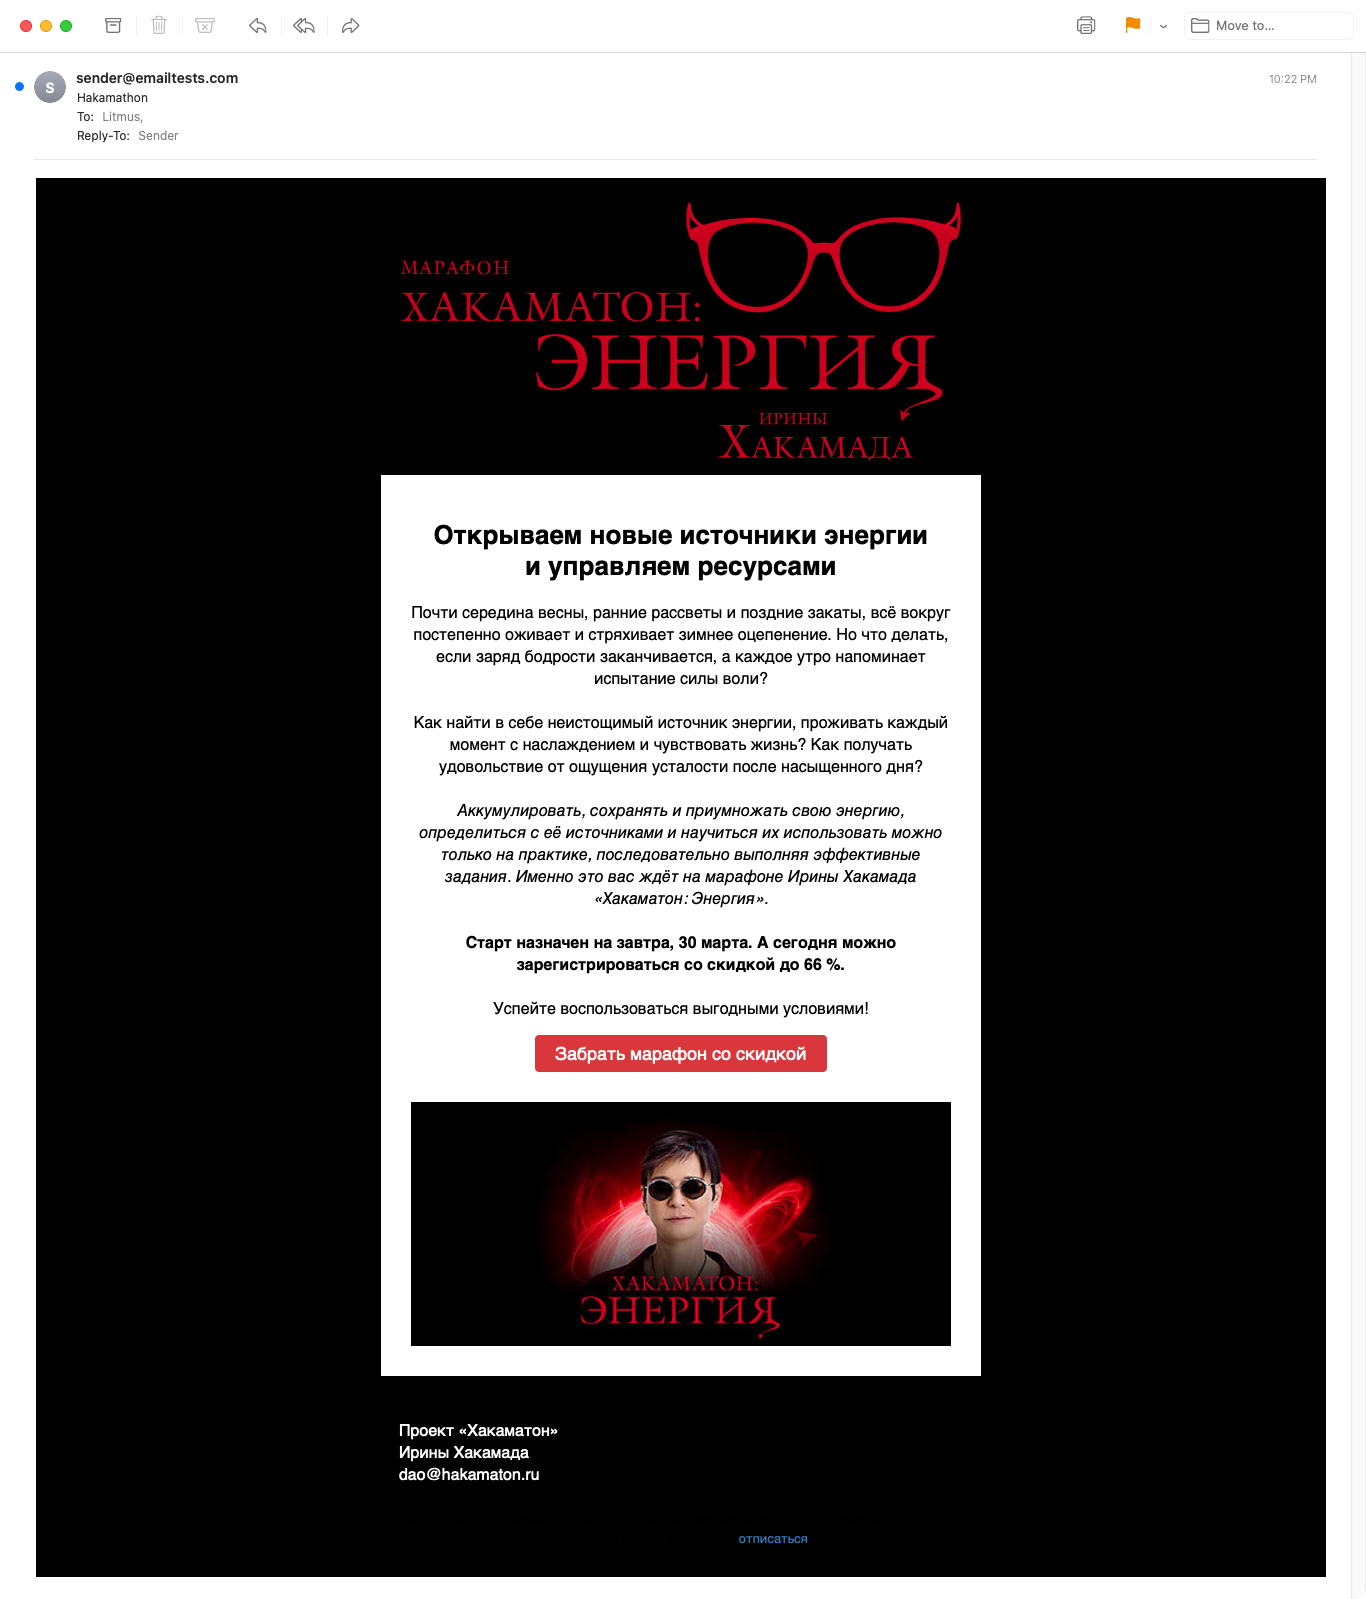 Move to...
S
sender@emailtests.com
10:22 PM
Hakamathon
To: Litmus,
Reply-To: Sender
МАРАФОН
ХАКАМАТОН:
ЭНЕРГИЯ
ИРИНЫ
ХАКАМАДА
Открываем новые источники энергии
и управляем ресурсами
Почти середина весны, ранние рассветы и поздние закаты, всё вокруг
постепенно оживает и стряхивает зимнее оцепенение. Но что делать,
если заряд бодрости заканчивается, а каждое утро напоминает
испытание силы воли?
Как найти в себе неистощимый источник энергии, проживать каждый
момент с наслаждением и чувствовать жизнь? Как получать
удовольствие от ощущения усталости после насыщенного дня?
Аккумулировать, сохранять и приумножать свою энергию,
определиться с её источниками и научиться их использовать можно
только на практике, последовательно выполняя эффективные
задания. Именно это вас ждёт на марафоне Ирины Хакамада
«Хакаматон: Энергия».
Старт назначен на завтра, 30 марта. А сегодня можно
зарегистрироваться со скидкой до 66 %.
Успейте воспользоваться выгодными условиями!
Забрать марафон со скидкой
ХАКАМАТОН:
ЭНЕРГИЯ
Проект «Хакаматон»
Ирины Хакамада
dao@hakamaton.ru
отписаться